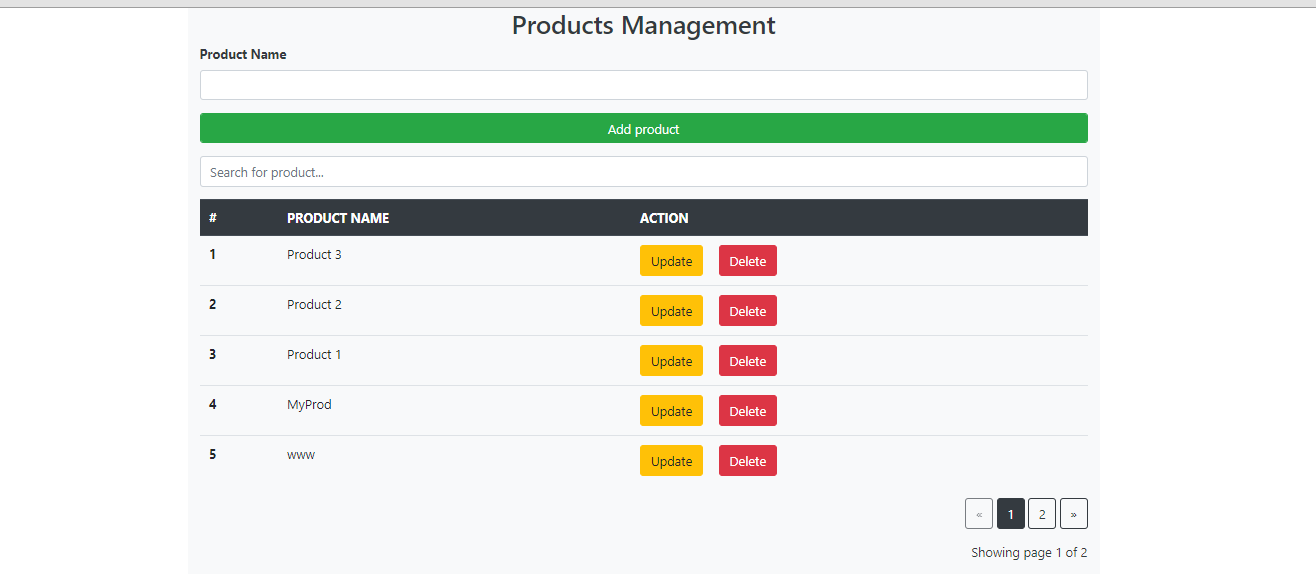 Products Management
Product Name
Add product
Search for product...
# PRODUCT NAME ACTION
1 Product 3 Update Delete
2 Product 2 Update Delete
3 Product 1 Update Delete
4 MyProd Update Delete
5 www Update Delete
« 1 2 »
Showing page 1 of 2